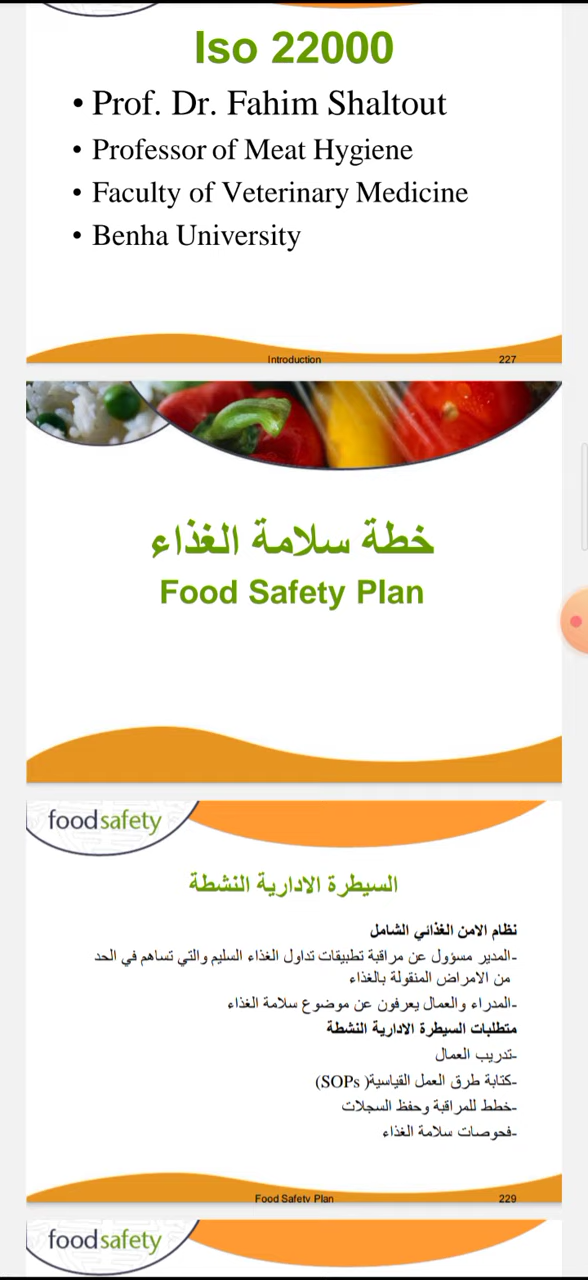 Iso 22000
• Prof. Dr. Fahim Shaltout
• Professor of Meat Hygiene
• Faculty of Veterinary Medicine
• Benha University
Introduction
227
خطة سلامة الغذاء
Food Safety Plan
foodsafety
السيطرة الادارية النشطة
نظام الامن الغذائي الشامل
-المدير مسؤول عن مراقبة تطبيقات تداول الغذاء السليم والتي تساهم في الحد
من الامراض المنقولة بالغذاء
-المدراء والعمال يعرفون عن موضوع سلامة الغذاء
متطلبات السيطرة الادارية النشطة
-تدريب العمال
-كتابة طرق العمل القياسية( SOPs)
-خطط للمراقبة وحفظ السجلات
-فحوصات سلامة الغذاء
Food Safety Plan
229
foodsafety